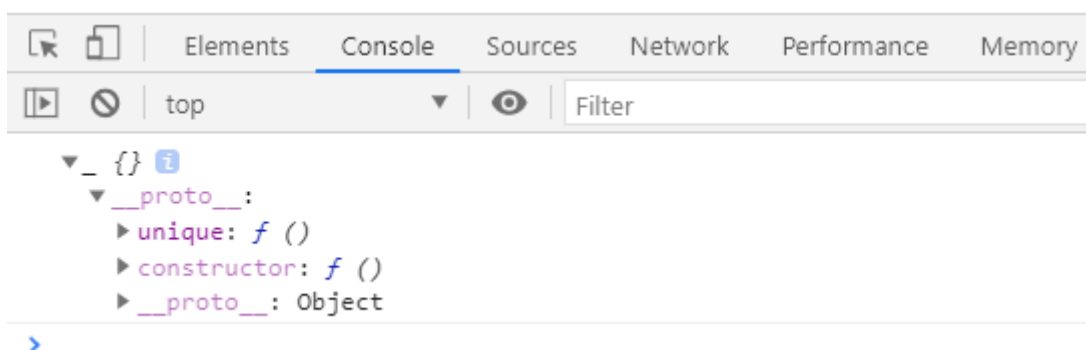 Elements Console Sources Network Performance Memory
top Filter
▼_ {} i
▼__proto__:
▶unique: ƒ ()
▶constructor: ƒ ()
▶__proto__: Object
>